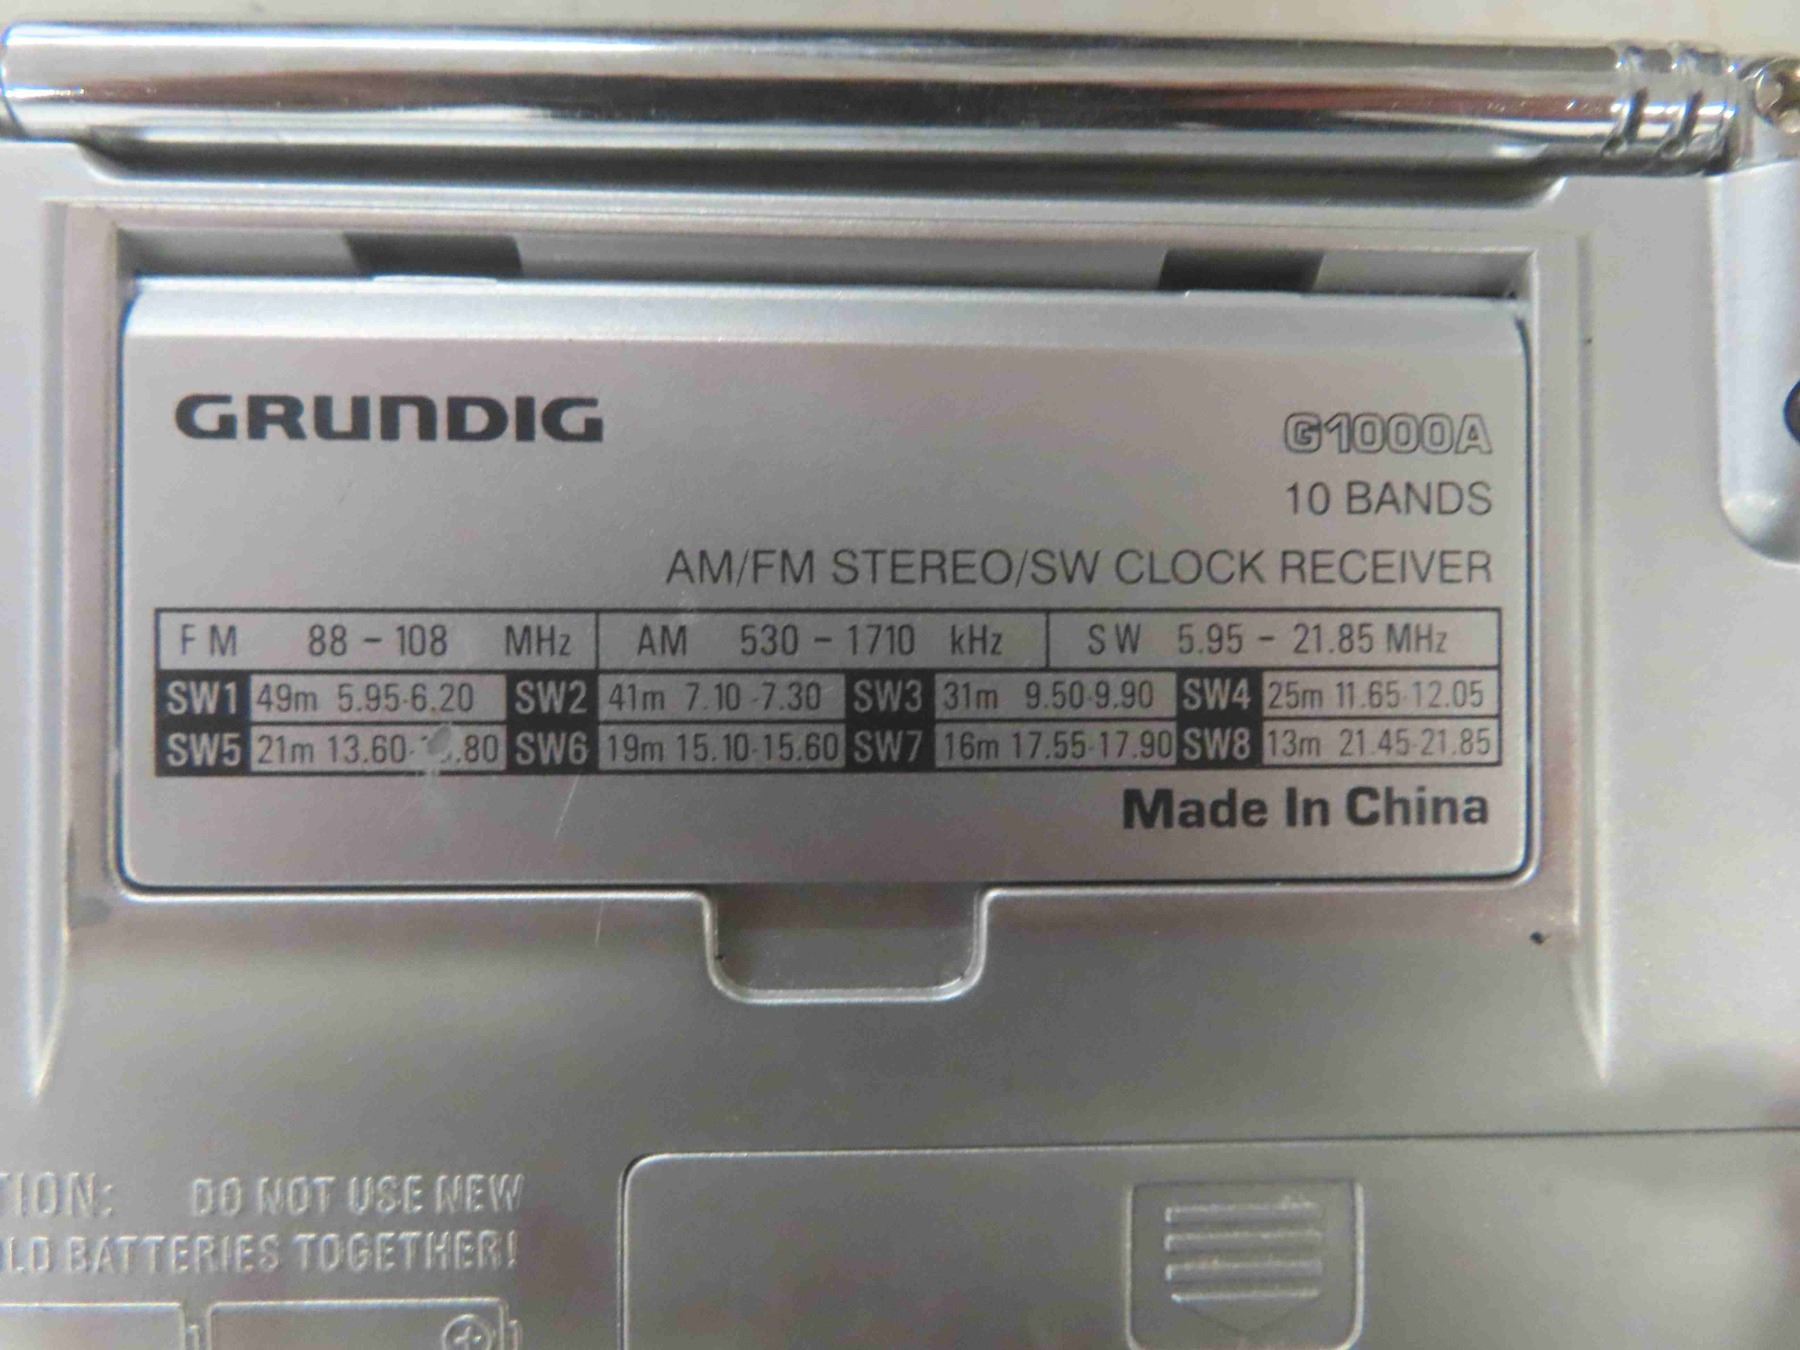 GRUNDIG
G1000A
10 BANDS
AM/FM STEREO/SW CLOCK RECEIVER
FM 88 - 108 MHz AM 530 - 1710 kHz SW 5.95 - 21.85 MHz
SW1 49m 5.95-6.20 SW2 41m 7.10-7.30 SW3 31m 9.50-9.90 SW4 25m 11.65-12.05
SW5 21m 13.60- .80 SW6 19m 15.10-15.60 SW7 16m 17.55-17.90 SW8 13m 21.45-21.85
Made In China
TION: DO NOT USE NEW
OLD BATTERIES TOGETHER!